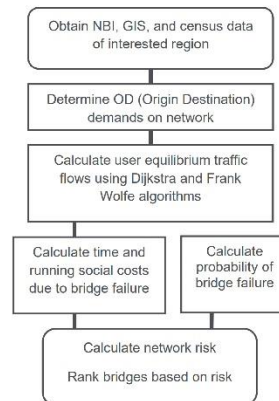 Obtain NBI, GIS, and census data
of interested region
Determine OD (Origin Destination)
demands on network
Calculate user equilibrium traffic
flows using Dijkstra and Frank
Wolfe algorithms
Calculate time and
running social costs
due to bridge failure
Calculate
probability of
bridge failure
Calculate network risk
Rank bridges based on risk